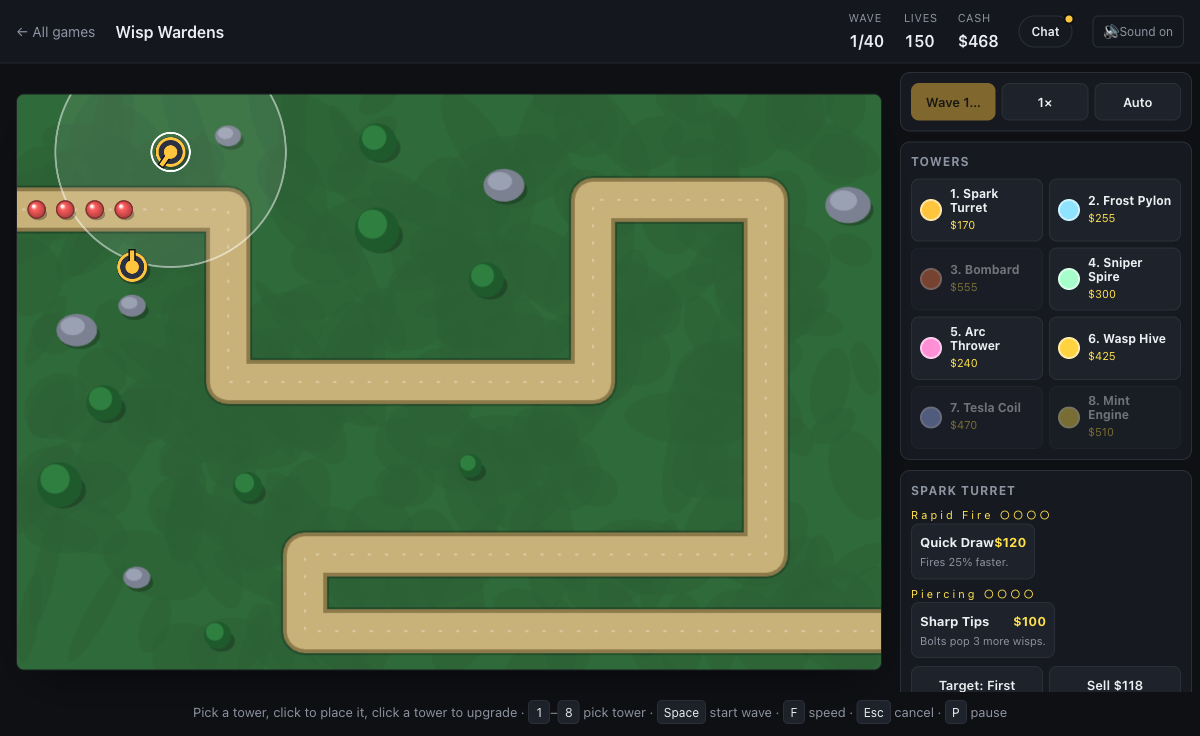 ← All games
Wisp Wardens
WAVE
1/40
LIVES
150
CASH
$468
Chat
Sound on
Wave 1...
1×
Auto
TOWERS
1. Spark Turret
$170
2. Frost Pylon
$255
3. Bombard
$555
4. Sniper Spire
$300
5. Arc Thrower
$240
6. Wasp Hive
$425
7. Tesla Coil
$470
8. Mint Engine
$510
SPARK TURRET
Rapid Fire
Quick Draw $120
Fires 25% faster.
Piercing
Sharp Tips $100
Bolts pop 3 more wisps.
Target: First
Sell $118
Pick a tower, click to place it, click a tower to upgrade · 1 – 8 pick tower · Space start wave · F speed · Esc cancel · P pause